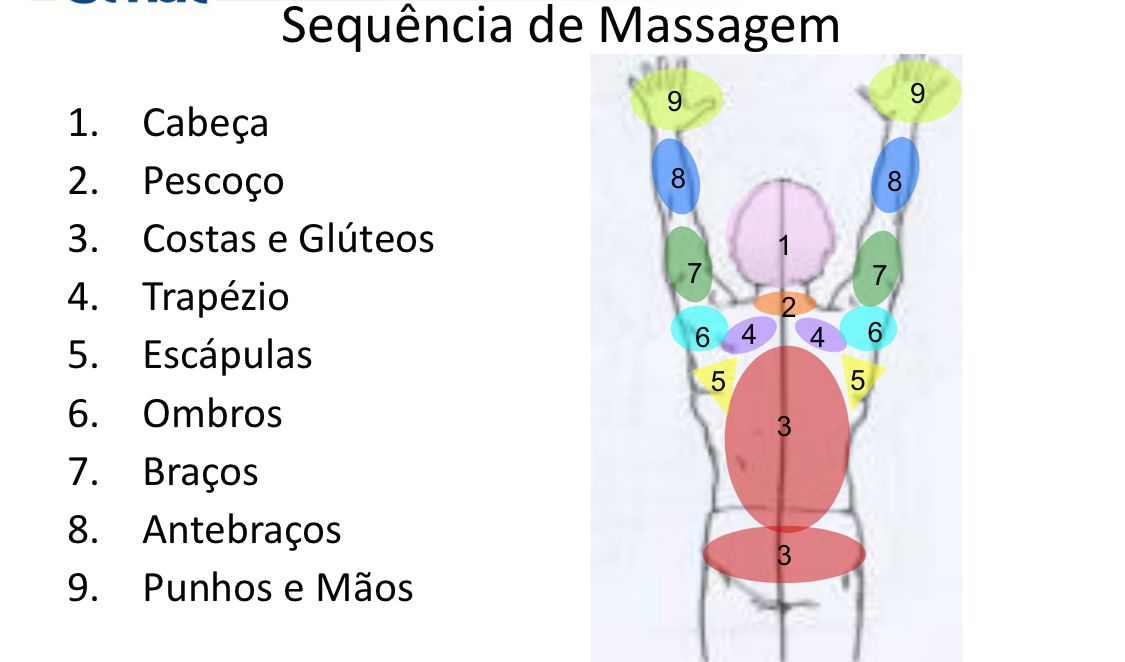 Sequência de Massagem
1. Cabeça
2. Pescoço
3. Costas e Glúteos
4. Trapézio
5. Escápulas
6. Ombros
7. Braços
8. Antebraços
9. Punhos e Mãos
9 9
8 8
1
7 7
2
6 4 4 6
5 5
3
3